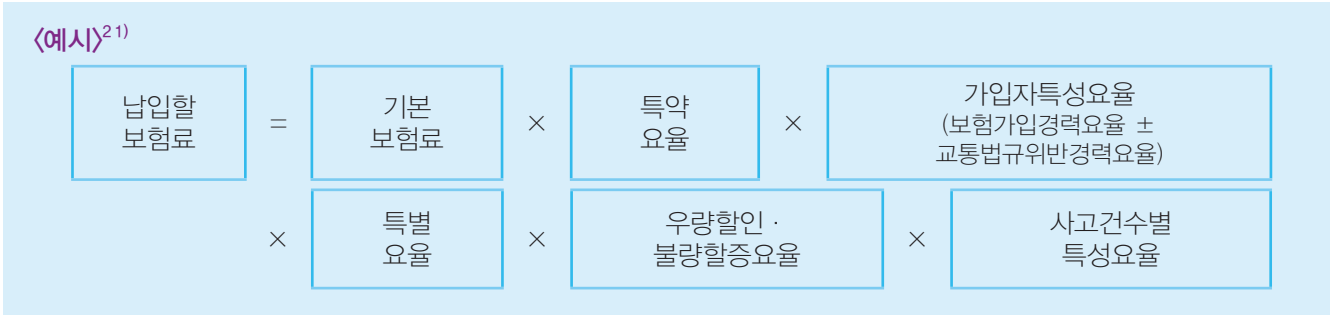 〈예시〉21)
납입할 보험료 = 기본 보험료 × 특약 요율 × 가입자특성요율 (보험가입경력요율 ± 교통법규위반경력요율)
× 특별 요율 × 우량할인 · 불량할증요율 × 사고건수별 특성요율